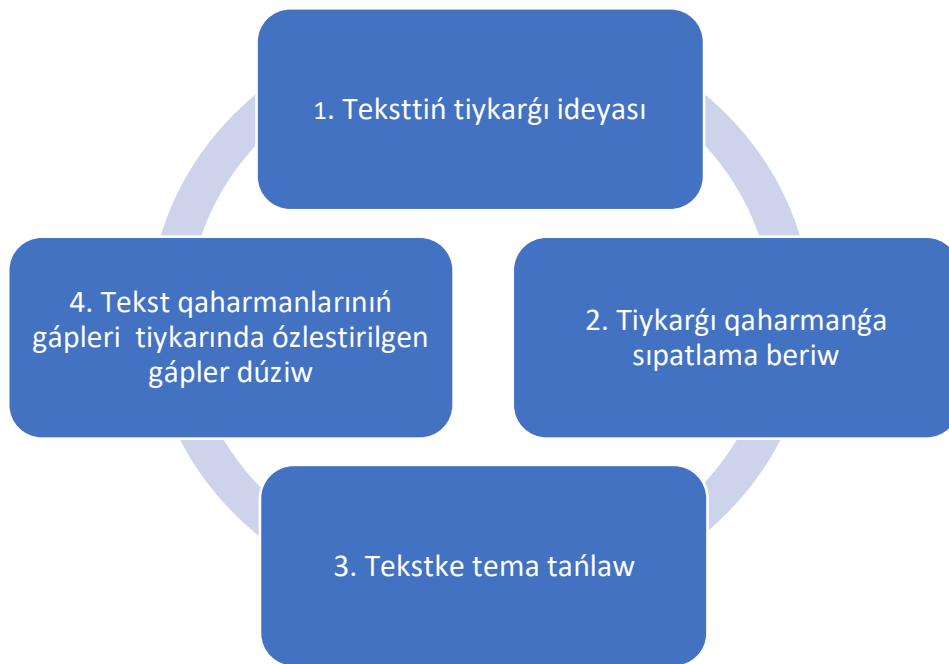 1. Teksttiń tiykarǵı ideyası
2. Tiykarǵı qaharmanǵa
sıpatlama beriw
3. Tekstke tema tańlaw
4. Tekst qaharmanlarınıń
gápleri tiykarında ózlestirilgen
gápler dúziw